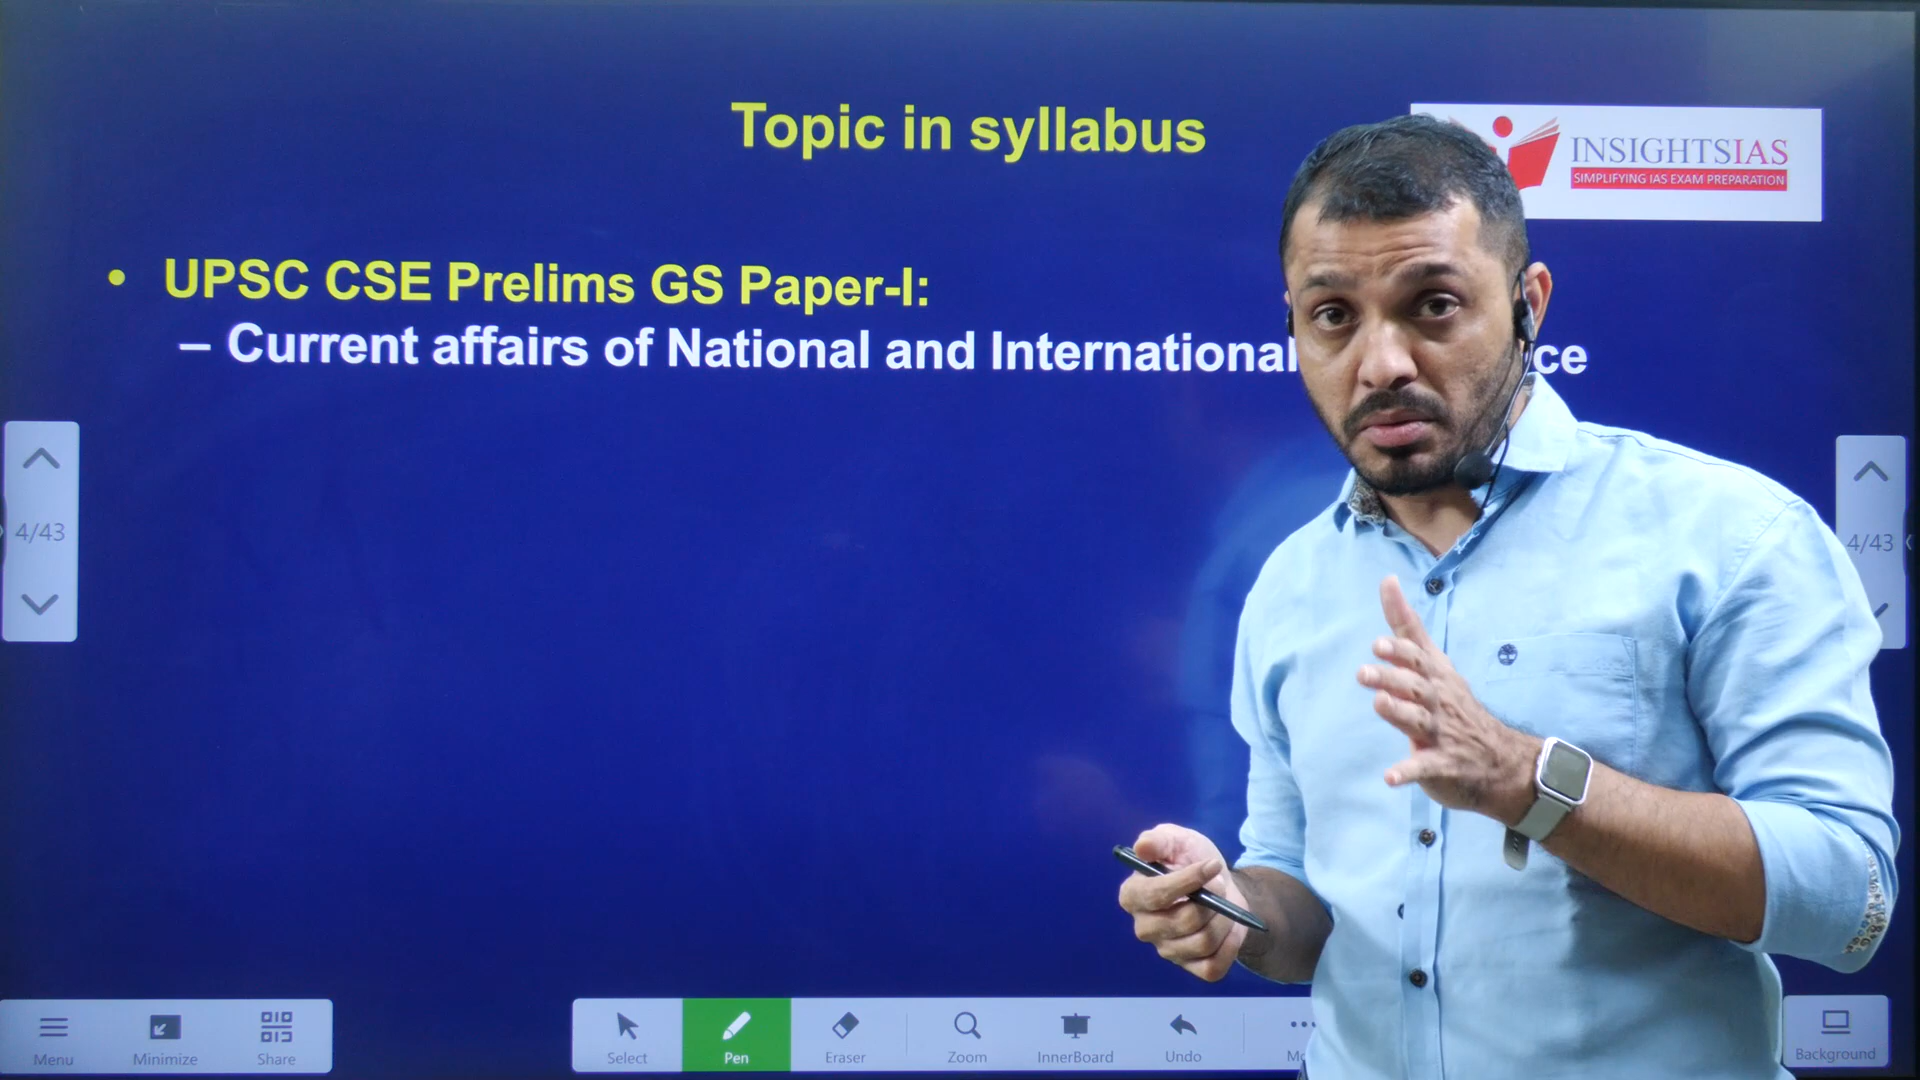 Topic in syllabus
INSIGHTSIAS
SIMPLIFYING IAS EXAM PREPARATION
• UPSC CSE Prelims GS Paper-I:
– Current affairs of National and International ce
4/43
4/43
Menu
Minimize
Share
Select
Pen
Eraser
Zoom
InnerBoard
Undo
Background